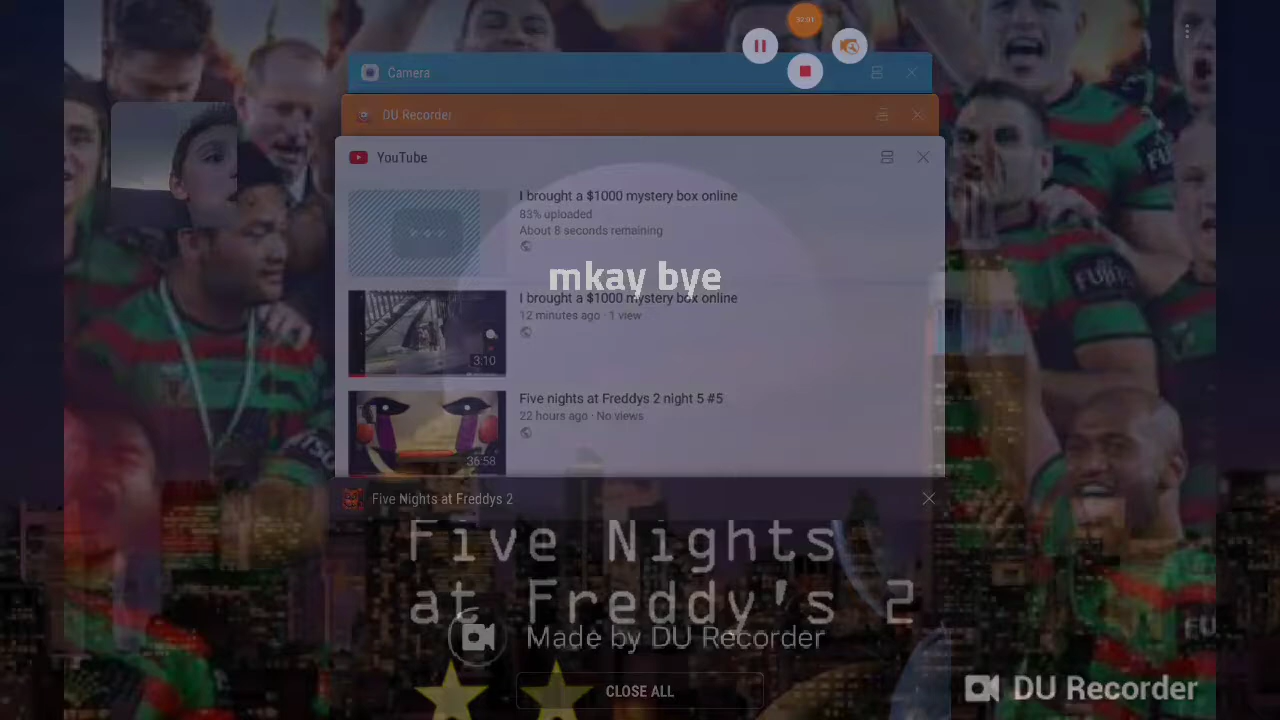 32:01
Camera
DU Recorder
YouTube
I brought a $1000 mystery box online
83% uploaded
About 8 seconds remaining
mkay bye
I brought a $1000 mystery box online
12 minutes ago · 1 view
3:10
Five nights at Freddys 2 night 5 #5
22 hours ago · No views
36:58
Five Nights at Freddys 2
Five Nights
at Freddy's 2
Made by DU Recorder
CLOSE ALL
DU Recorder